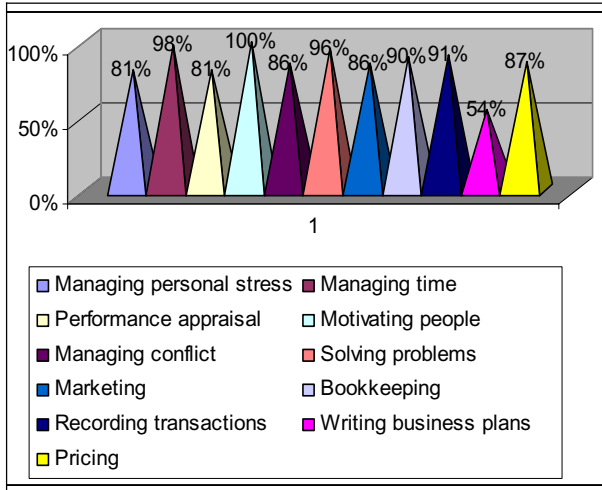 100%
50%
0%
81%
98%
81%
100%
86%
96%
86%
90%
91%
54%
87%
1
Managing personal stress
Managing time
Performance appraisal
Motivating people
Managing conflict
Solving problems
Marketing
Bookkeeping
Recording transactions
Writing business plans
Pricing